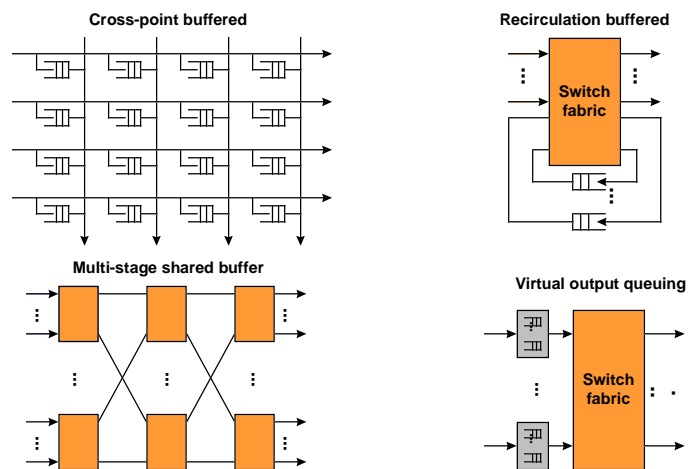 Cross-point buffered
Recirculation buffered
Switch
fabric
Multi-stage shared buffer
Virtual output queuing
Switch
fabric